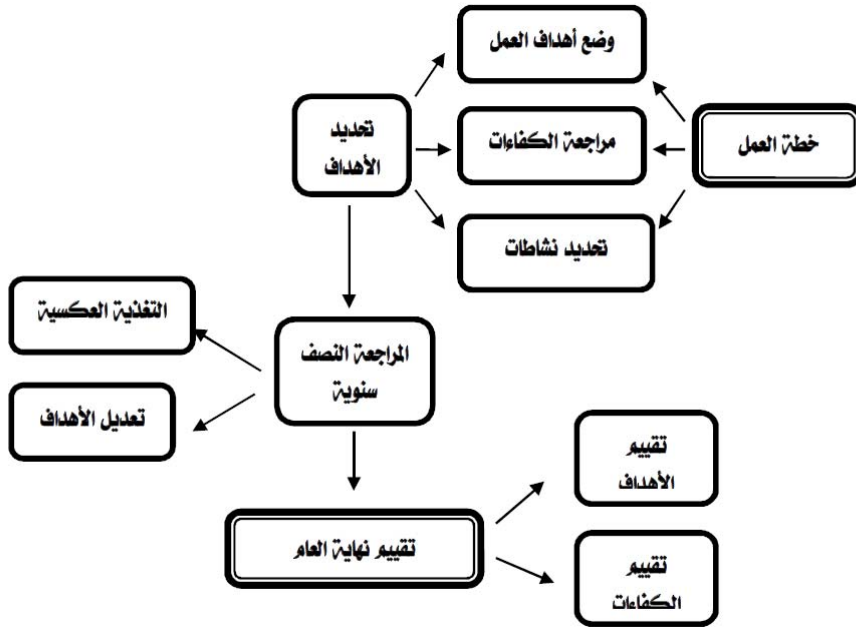 وضع أهداف العمل
تحديد
الأهداف
مراجعة الكفاءات
خطة العمل
تحديد نشاطات
التغذية العكسية
المراجعة النصف
سنوية
تعديل الأهداف
تقييم
الأهداف
تقييم نهاية العام
تقييم
الكفاءات